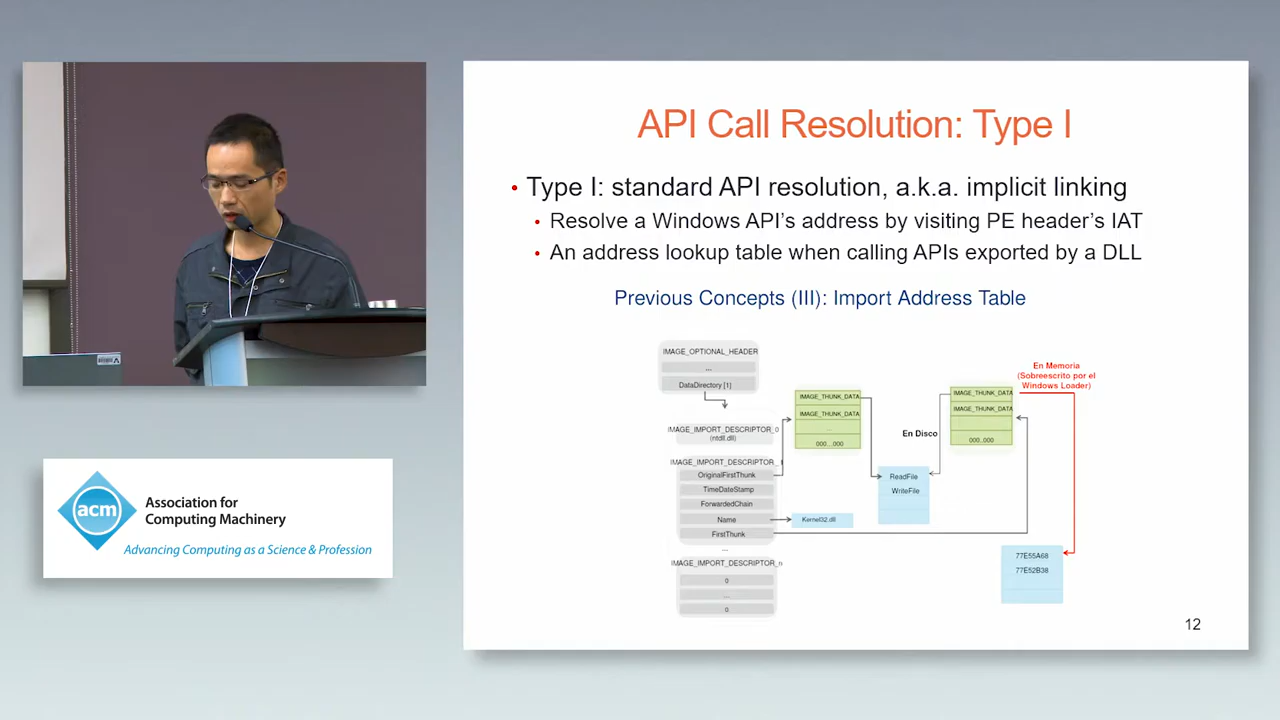 API Call Resolution: Type I
• Type I: standard API resolution, a.k.a. implicit linking
• Resolve a Windows API's address by visiting PE header's IAT
• An address lookup table when calling APIs exported by a DLL
Previous Concepts (III): Import Address Table
IMAGE_OPTIONAL_HEADER
...
DataDirectory [1]
IMAGE_IMPORT_DESCRIPTOR_0
(ntdll.dll)
IMAGE_IMPORT_DESCRIPTOR_
OriginalFirstThunk
TimeDateStamp
ForwardedChain
Name
FirstThunk
...
IMAGE_IMPORT_DESCRIPTOR_n
0
...
0
IMAGE_THUNK_DATA
IMAGE_THUNK_DATA
...
000...000
Kernel32.dll
En Disco
ReadFile
WriteFile
IMAGE_THUNK_DATA
IMAGE_THUNK_DATA
000..000
En Memoria
(Sobreescrito por el
Windows Loader)
77E55A68
77E52B38
12
acm
Association for
Computing Machinery
Advancing Computing as a Science & Profession